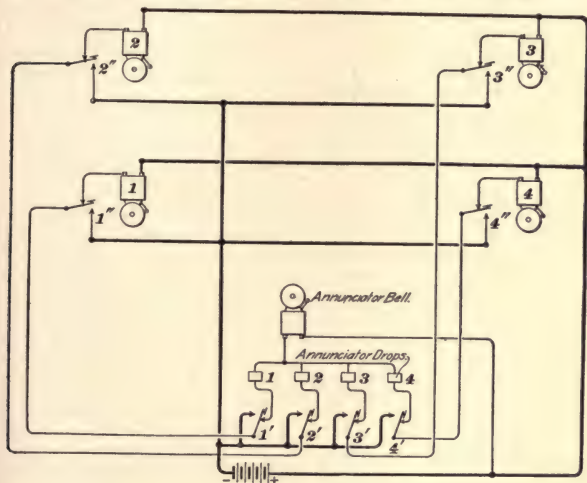 2
3
2″
3″
1
4
1″
4″
Annunciator Bell.
Annunciator Drops.
1 2 3 4
1′ 2′ 3′ 4′
- +